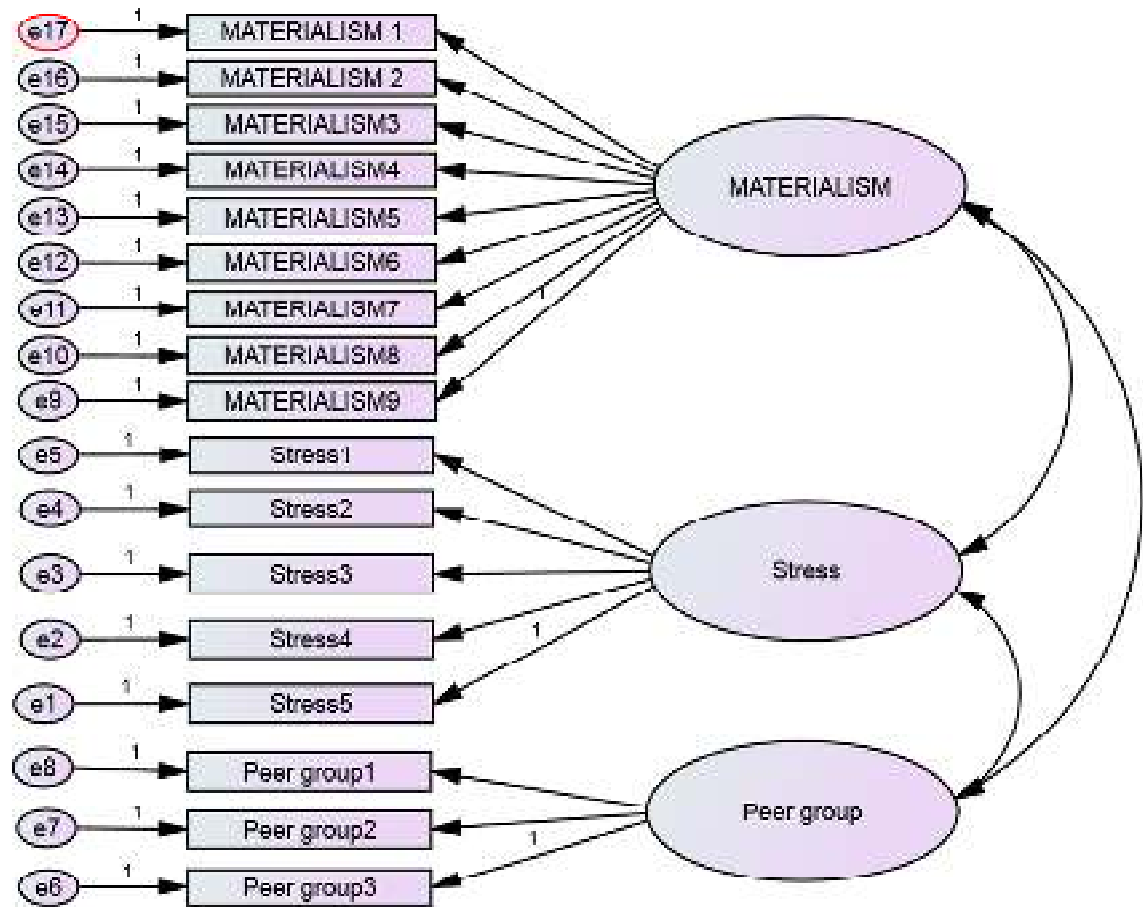 e17 1 MATERIALISM 1
e16 1 MATERIALISM 2
e15 1 MATERIALISM3
e14 1 MATERIALISM4
e13 1 MATERIALISM5
e12 1 MATERIALISM6
e11 1 MATERIALISM7
e10 1 MATERIALISM8
e9 1 MATERIALISM9
1
MATERIALISM
e5 1 Stress1
e4 1 Stress2
e3 1 Stress3
e2 1 Stress4
e1 1 Stress5
1
Stress
e8 1 Peer group1
e7 1 Peer group2
e6 1 Peer group3
1
Peer group